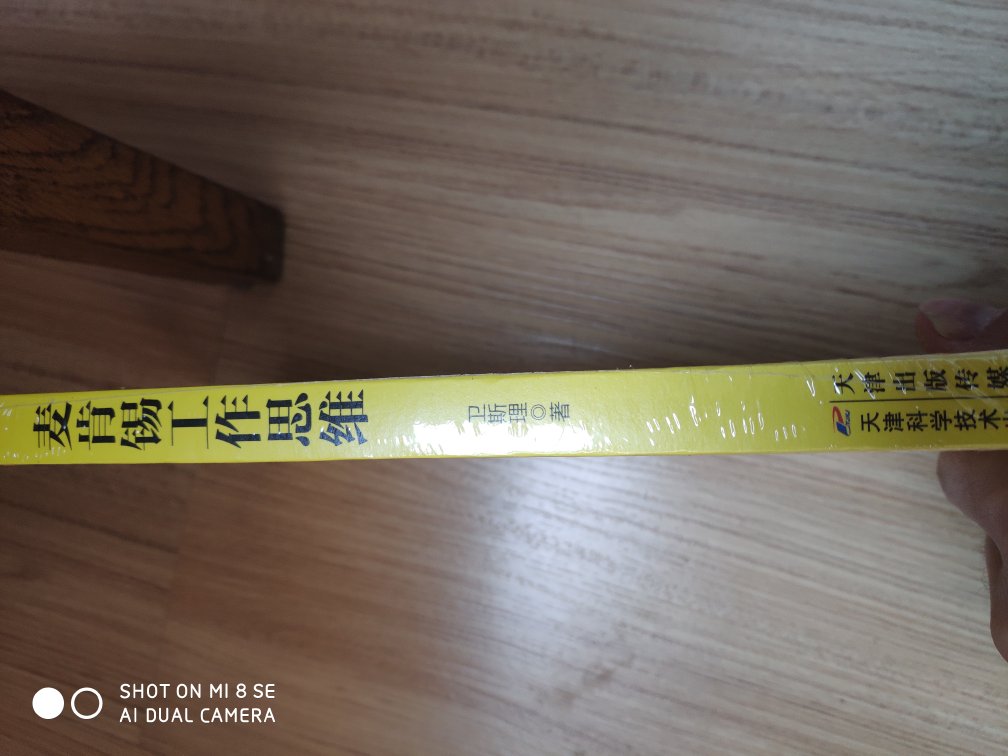 麦肯锡工作思维
卫斯理◎著
天津出版传媒
天津科学技术
SHOT ON MI 8 SE
AI DUAL CAMERA